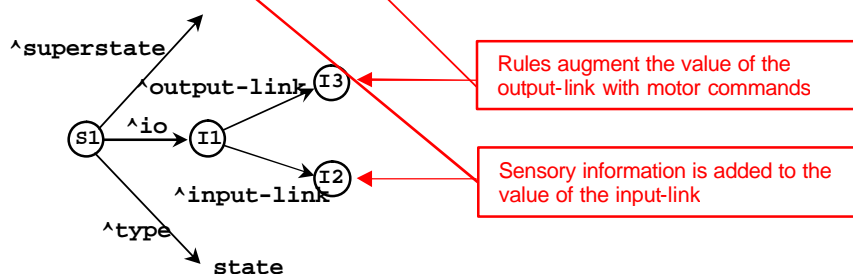 ^superstate
^output-link
I3
Rules augment the value of the
output-link with motor commands
^io
S1
I1
I2
Sensory information is added to the
value of the input-link
^input-link
^type
state